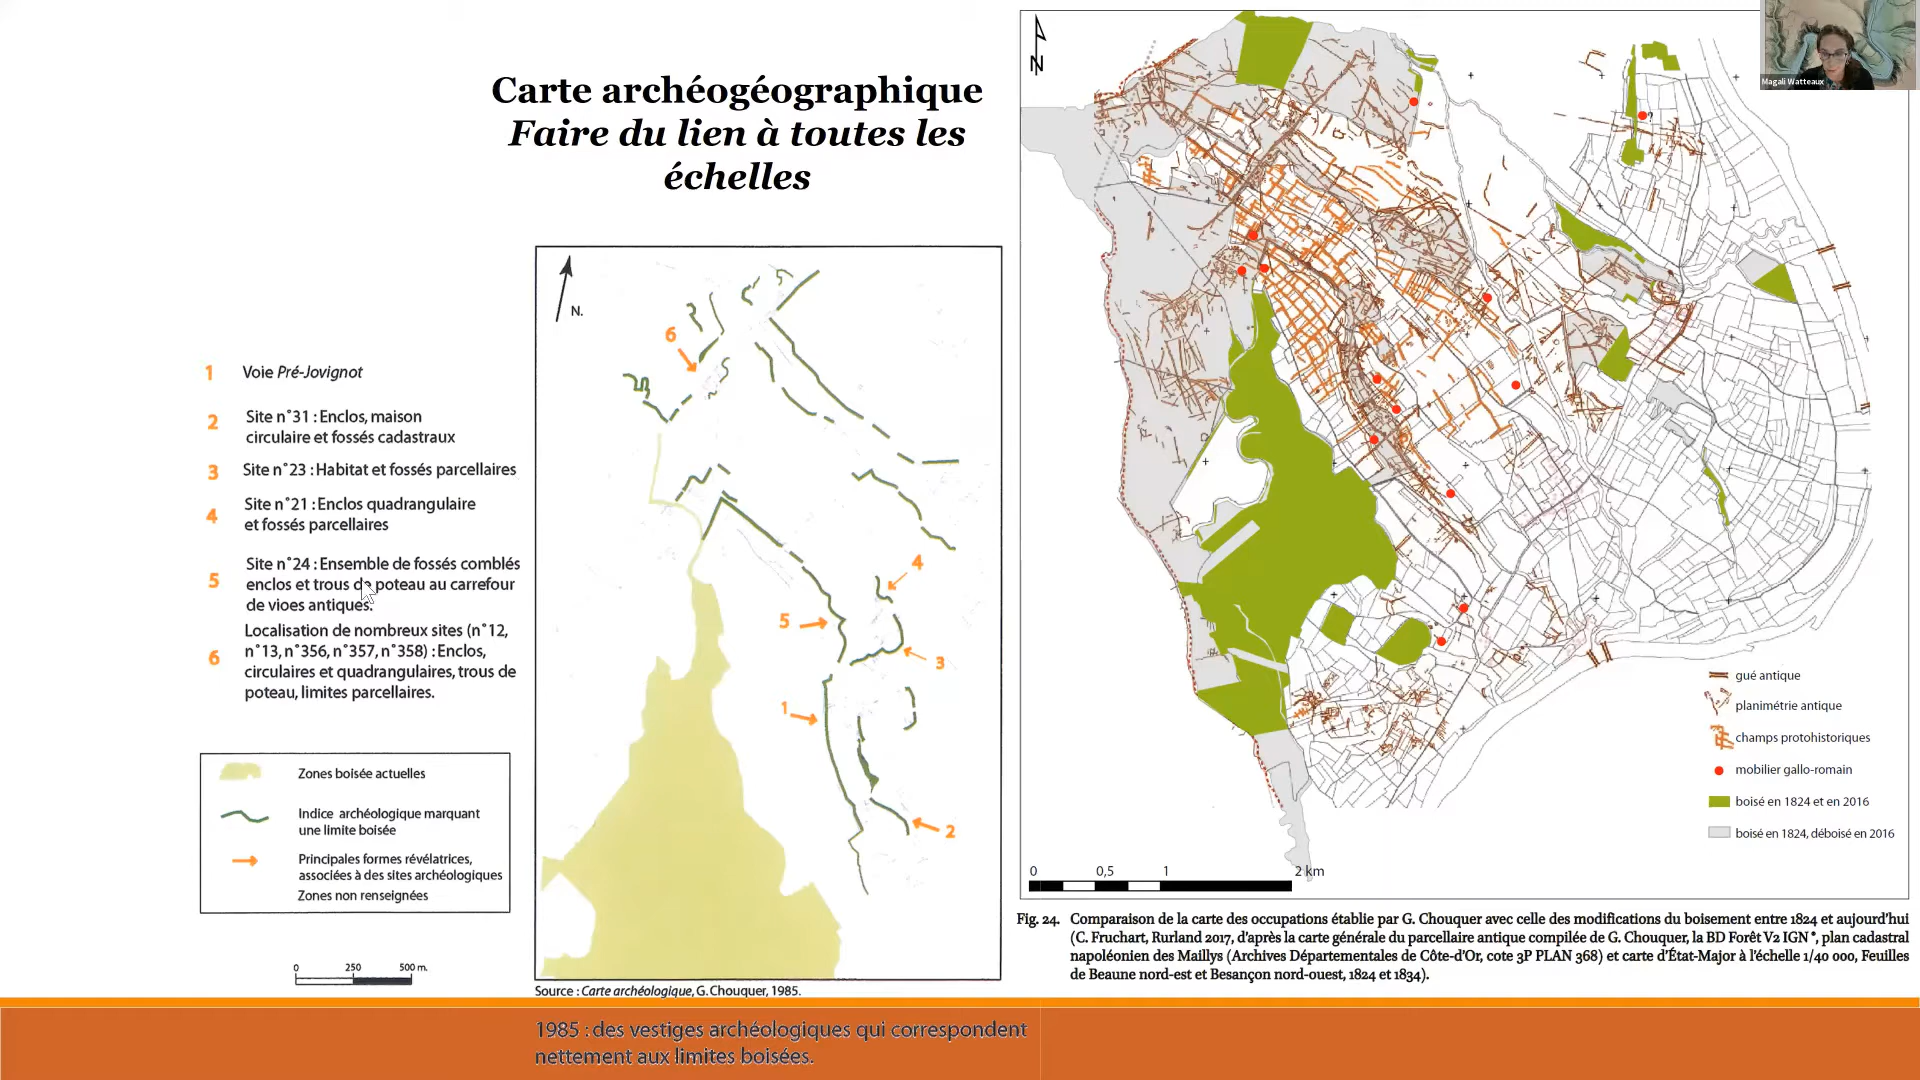 Carte archéogéographique
Faire du lien à toutes les
échelles
Magali Watteaux
1 Voie Pré-Jovignot
2 Site n°31 : Enclos, maison
circulaire et fossés cadastraux
3 Site n°23 : Habitat et fossés parcellaires
4 Site n°21 : Enclos quadrangulaire
et fossés parcellaires
5 Site n°24 : Ensemble de fossés comblés
enclos et trous de poteau au carrefour
de vioes antiques.
6 Localisation de nombreux sites (n°12,
n°13, n°356, n°357, n°358) : Enclos,
circulaires et quadrangulaires, trous de
poteau, limites parcellaires.
Zones boisée actuelles
Indice archéologique marquant
une limite boisée
Principales formes révélatrices,
associées à des sites archéologiques
Zones non renseignées
0 250 500 m.
N.
6
4
5
3
1
2
Source : Carte archéologique, G. Chouquer, 1985.
1985 : des vestiges archéologiques qui correspondent
nettement aux limites boisées.
N
?
gué antique
planimétrie antique
champs protohistoriques
mobilier gallo-romain
boisé en 1824 et en 2016
boisé en 1824, déboisé en 2016
0 0,5 1 2 km
Fig. 24. Comparaison de la carte des occupations établie par G. Chouquer avec celle des modifications du boisement entre 1824 et aujourd'hui
(C. Fruchart, Rurland 2017, d'après la carte générale du parcellaire antique compilée de G. Chouquer, la BD Forêt V2 IGN®, plan cadastral
napoléonien des Maillys (Archives Départementales de Côte-d'Or, cote 3P PLAN 368) et carte d'État-Major à l'échelle 1/40 000, Feuilles
de Beaune nord-est et Besançon nord-ouest, 1824 et 1834).